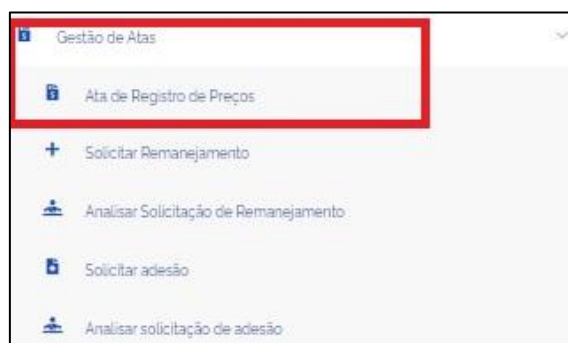 Gestão de Atas
Ata de Registro de Preços
Solicitar Remanejamento
Analisar Solicitação de Remanejamento
Solicitar adesão
Analisar solicitação de adesão